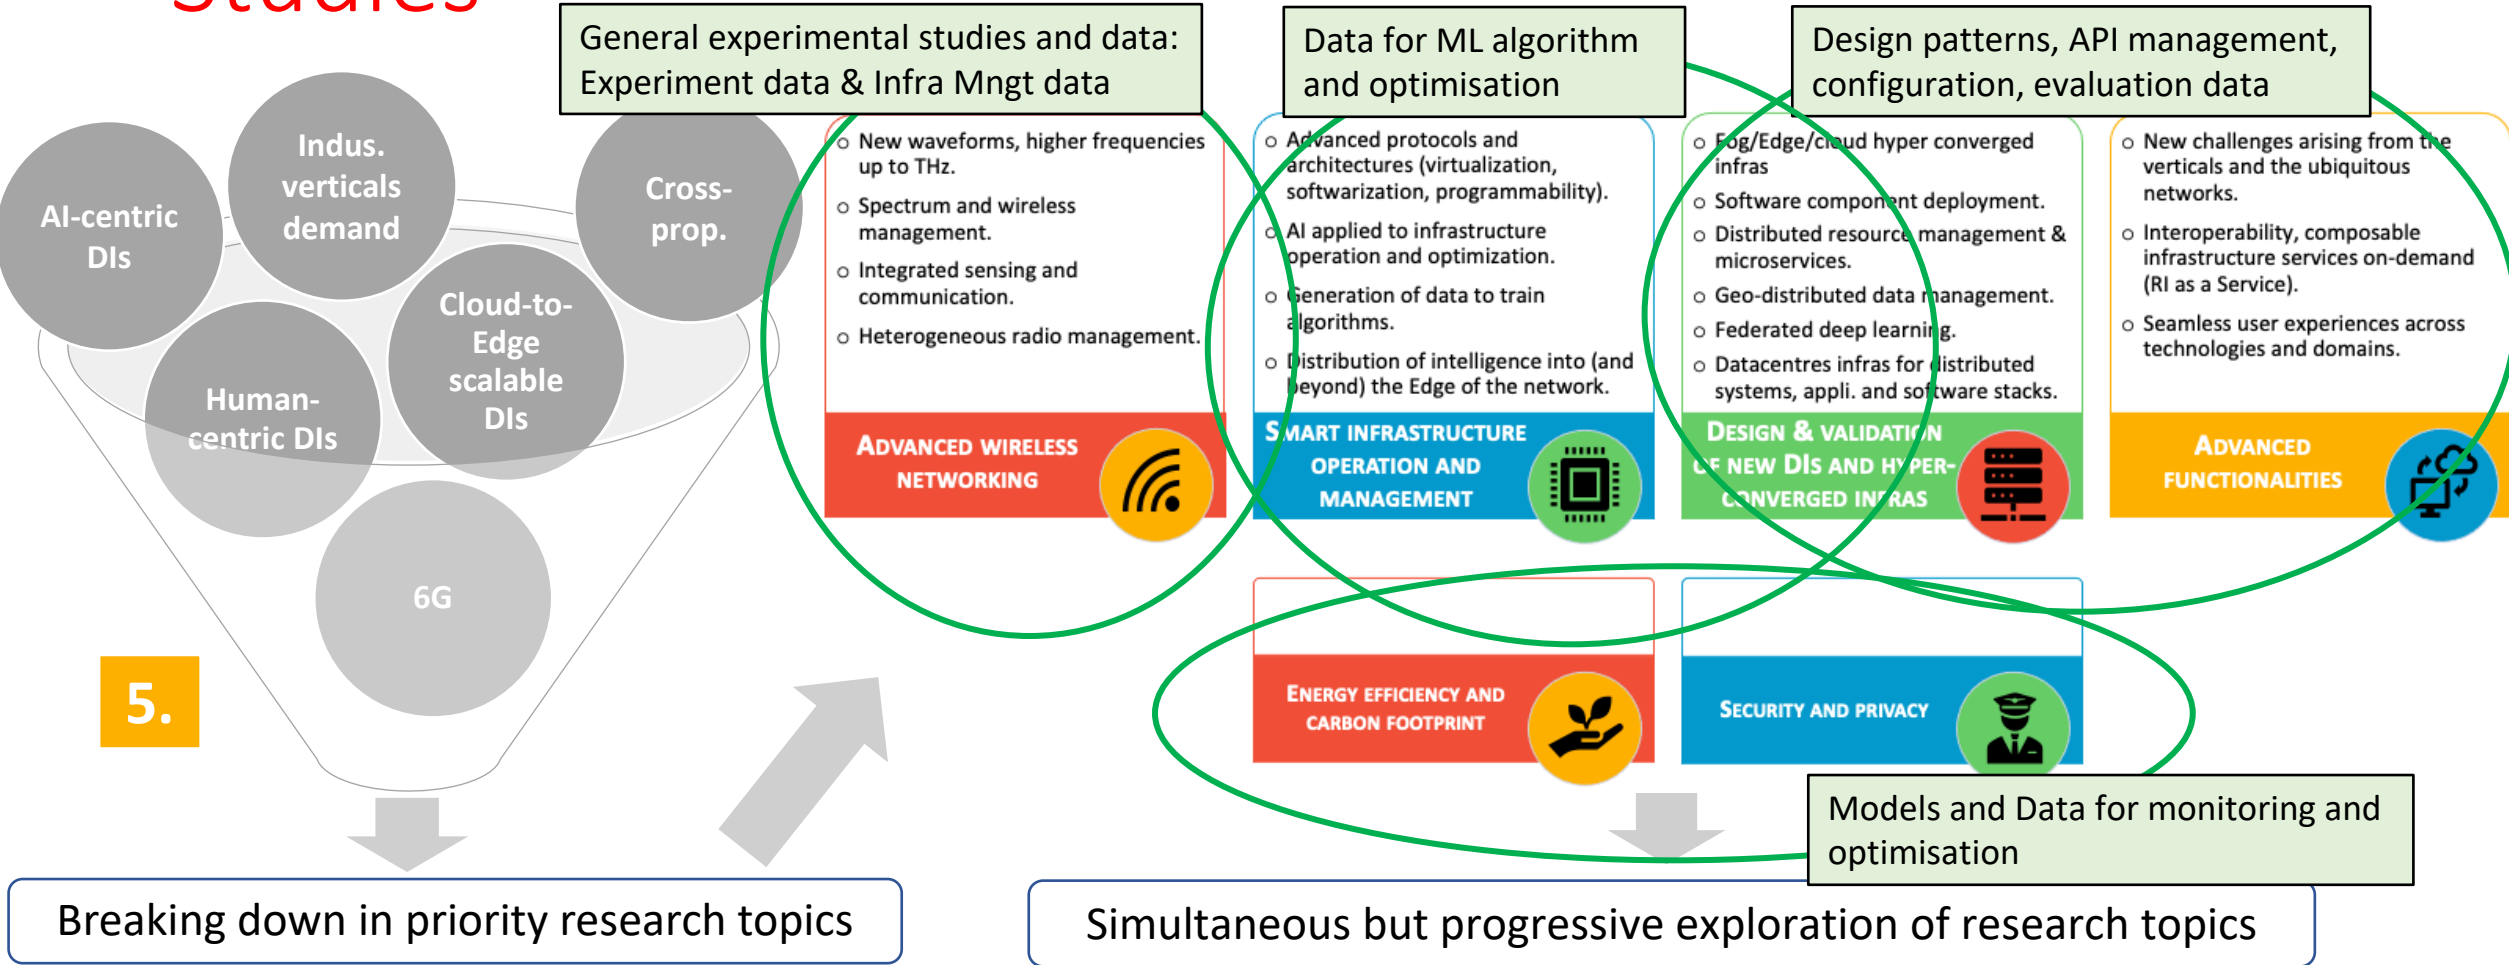 Studies
General experimental studies and data:
Experiment data & Infra Mngt data
Data for ML algorithm
and optimisation
Design patterns, API management,
configuration, evaluation data
AI-centric
DIs
Indus.
verticals
demand
Cross-
prop.
Human-
centric DIs
Cloud-to-
Edge
scalable
DIs
6G
5.
Breaking down in priority research topics
o New waveforms, higher frequencies
up to THz.
o Spectrum and wireless
management.
o Integrated sensing and
communication.
o Heterogeneous radio management.
ADVANCED WIRELESS
NETWORKING
o Advanced protocols and
architectures (virtualization,
softwarization, programmability).
o AI applied to infrastructure
operation and optimization.
o Generation of data to train
algorithms.
o Distribution of intelligence into (and
beyond) the Edge of the network.
SMART INFRASTRUCTURE
OPERATION AND
MANAGEMENT
o Fog/Edge/cloud hyper converged
infras
o Software component deployment.
o Distributed resource management &
microservices.
o Geo-distributed data management.
o Federated deep learning.
o Datacentres infras for distributed
systems, appli. and software stacks.
DESIGN & VALIDATION
OF NEW DIS AND HYPER-
CONVERGED INFRAS
o New challenges arising from the
verticals and the ubiquitous
networks.
o Interoperability, composable
infrastructure services on-demand
(RI as a Service).
o Seamless user experiences across
technologies and domains.
ADVANCED
FUNCTIONALITIES
ENERGY EFFICIENCY AND
CARBON FOOTPRINT
SECURITY AND PRIVACY
Models and Data for monitoring and
optimisation
Simultaneous but progressive exploration of research topics